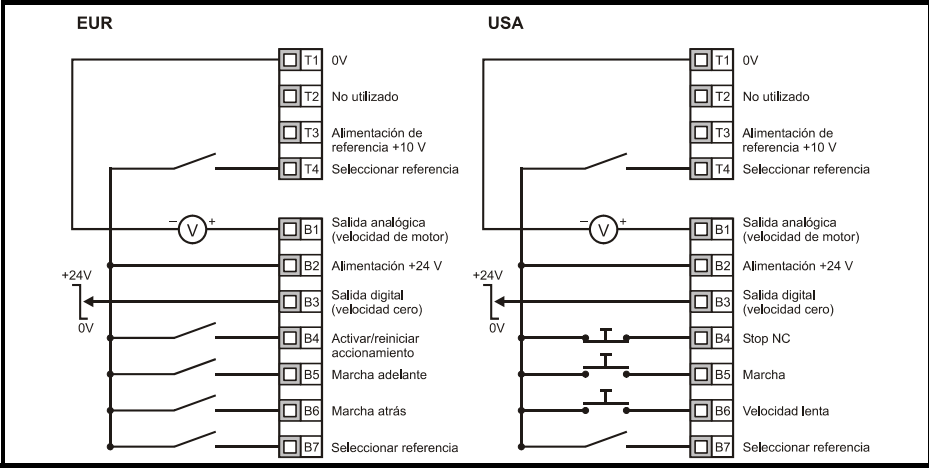 EUR
T1 0V
T2 No utilizado
T3 Alimentación de
referencia +10 V
T4 Seleccionar referencia
− V +
B1 Salida analógica
(velocidad de motor)
B2 Alimentación +24 V
+24V
0V
B3 Salida digital
(velocidad cero)
B4 Activar/reiniciar
accionamiento
B5 Marcha adelante
B6 Marcha atrás
B7 Seleccionar referencia
USA
T1 0V
T2 No utilizado
T3 Alimentación de
referencia +10 V
T4 Seleccionar referencia
− V +
B1 Salida analógica
(velocidad de motor)
B2 Alimentación +24 V
+24V
0V
B3 Salida digital
(velocidad cero)
B4 Stop NC
B5 Marcha
B6 Velocidad lenta
B7 Seleccionar referencia